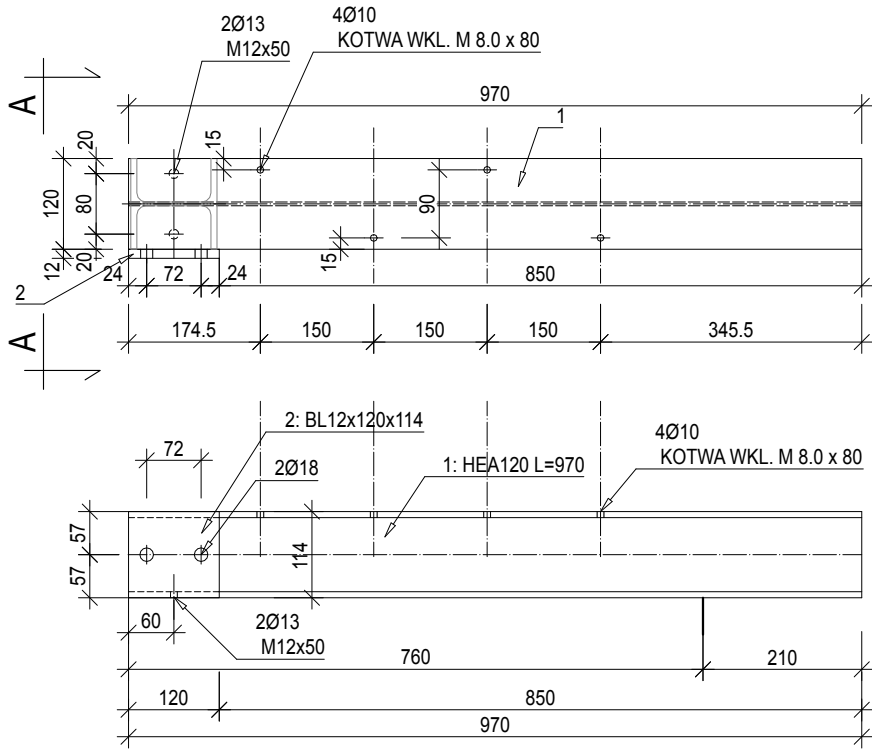 2Ø13
M12x50
4Ø10
KOTWA WKL. M 8.0 x 80
A
970
1
20
15
120
80
90
20
12
15
24
72
24
850
2
174.5
150
150
150
345.5
A
2: BL12x120x114
72
2Ø18
1: HEA120 L=970
4Ø10
KOTWA WKL. M 8.0 x 80
57
114
57
60
2Ø13
M12x50
760
210
120
850
970